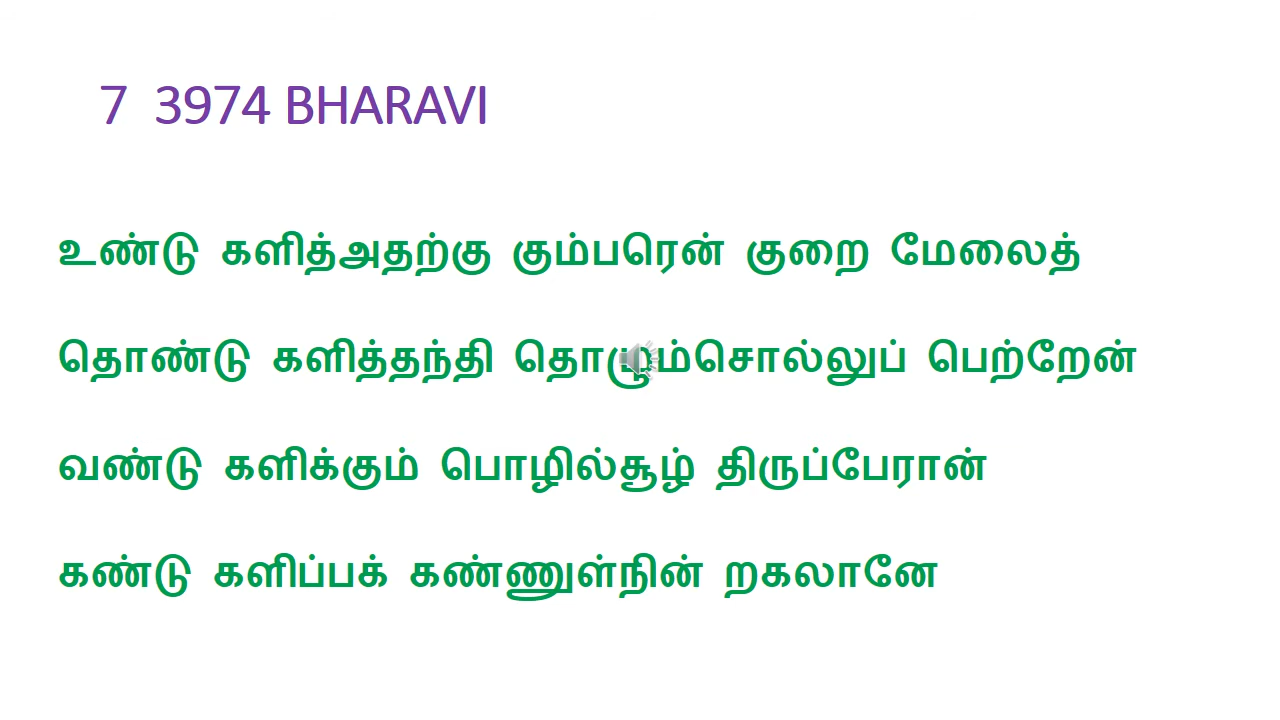 7 3974 BHARAVI
உண்டு களித்அதற்கு கும்பரென் குறை மேலைத்
தொண்டு களித்தந்தி தொழும்சொல்லுப் பெற்றேன்
வண்டு களிக்கும் பொழில்சூழ் திருப்பேரான்
கண்டு களிப்பக் கண்ணுள்நின் றகலானே